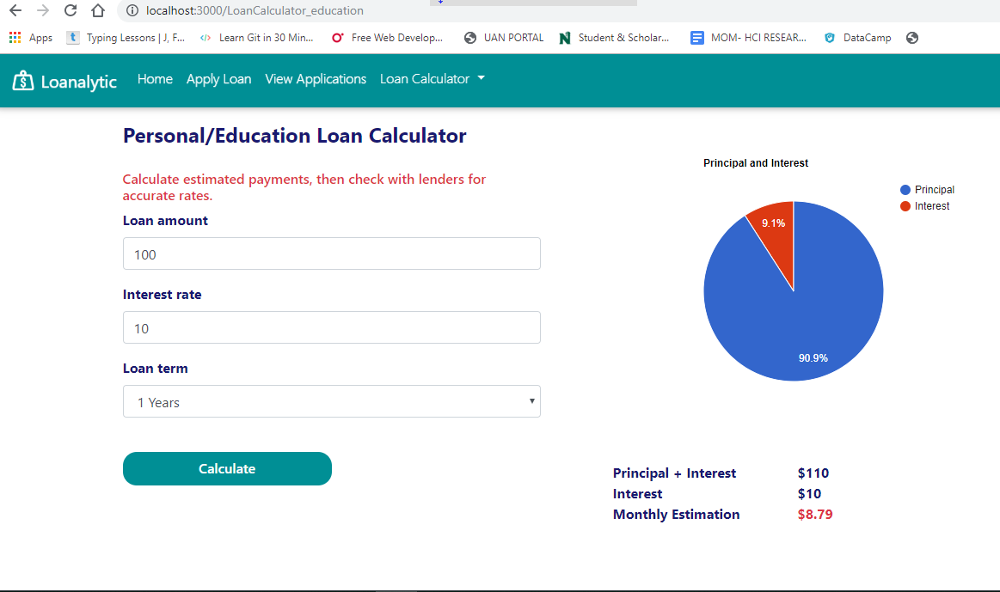 localhost:3000/LoanCalculator_education
Apps Typing Lessons | J, F... Learn Git in 30 Min... Free Web Develop... UAN PORTAL Student & Scholar... MOM- HCI RESEAR... DataCamp
Loanalytic Home Apply Loan View Applications Loan Calculator
Personal/Education Loan Calculator
Calculate estimated payments, then check with lenders for
accurate rates.
Loan amount
100
Interest rate
10
Loan term
1 Years
Calculate
Principal and Interest
Principal
Interest
9.1%
90.9%
Principal + Interest $110
Interest $10
Monthly Estimation $8.79